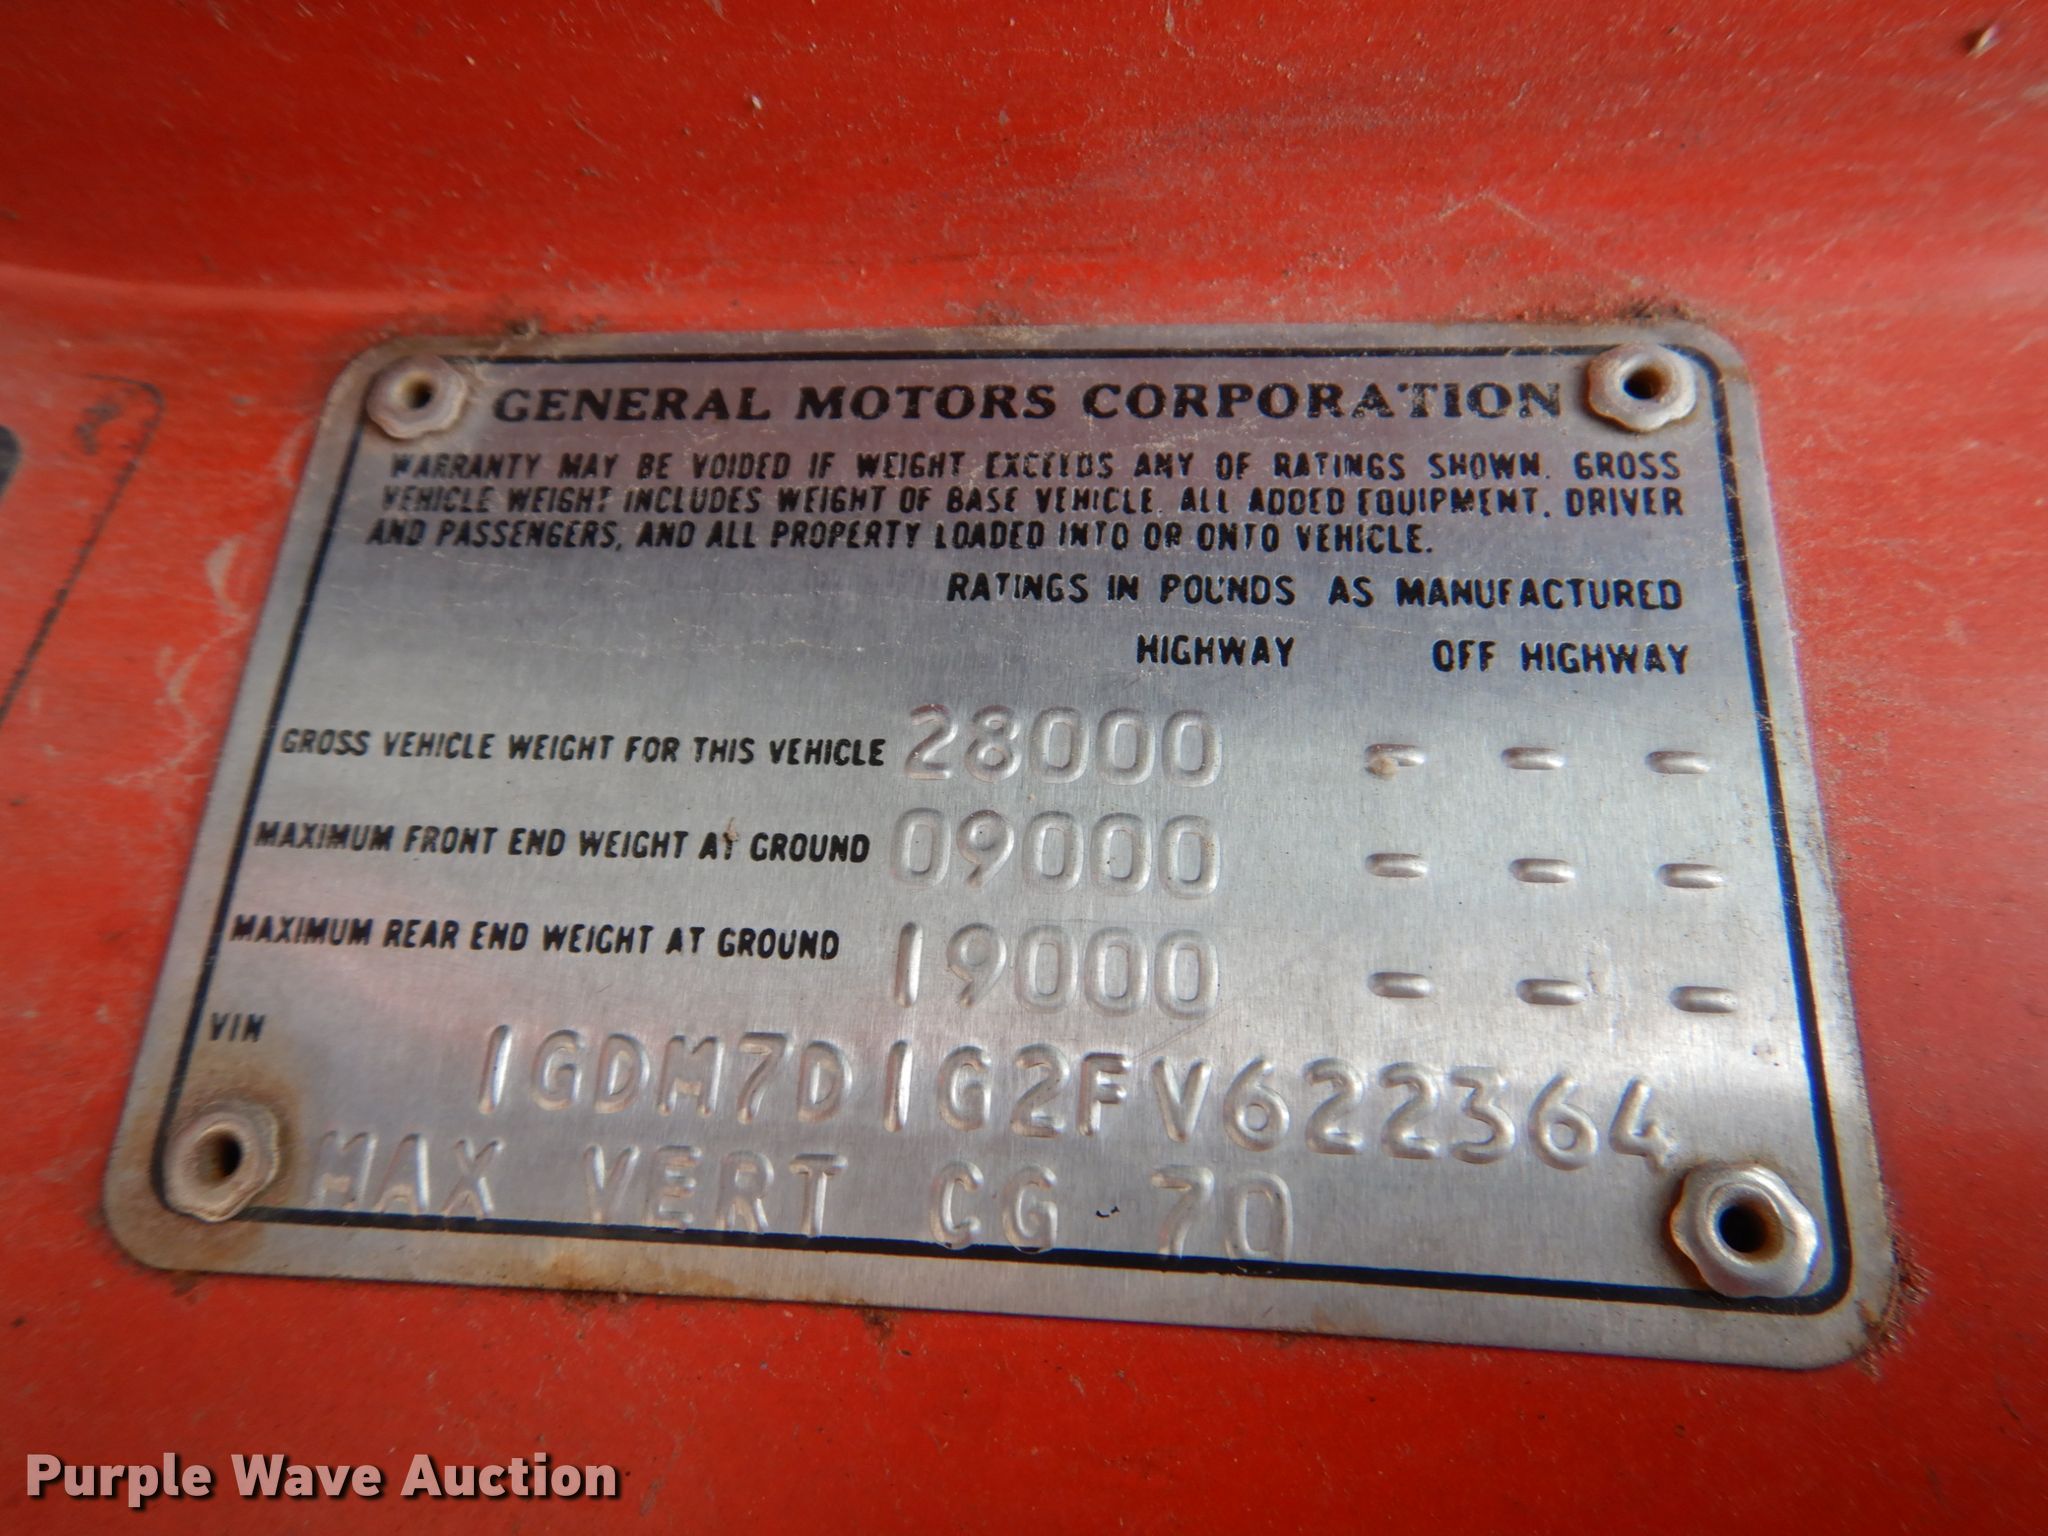 GENERAL MOTORS CORPORATION
WARRANTY MAY BE VOIDED IF WEIGHT EXCEEDS ANY OF RATINGS SHOWN. GROSS
VEHICLE WEIGHT INCLUDES WEIGHT OF BASE VEHICLE, ALL ADDED EQUIPMENT, DRIVER
AND PASSENGERS, AND ALL PROPERTY LOADED INTO OR ONTO VEHICLE.
RATINGS IN POUNDS AS MANUFACTURED
HIGHWAY OFF HIGHWAY
GROSS VEHICLE WEIGHT FOR THIS VEHICLE 28000 - - -
MAXIMUM FRONT END WEIGHT AT GROUND 09000 - - -
MAXIMUM REAR END WEIGHT AT GROUND 19000 - - -
VIN 1GDM7D1G2FV622364
MAX VERT CG 70
Purple Wave Auction